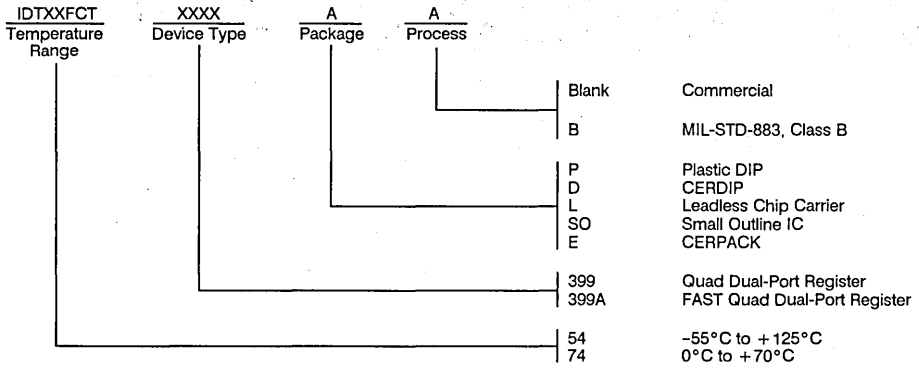 IDTXXFCT XXXX A A
Temperature Range Device Type Package Process
Blank Commercial
B MIL-STD-883, Class B
P Plastic DIP
D CERDIP
L Leadless Chip Carrier
SO Small Outline IC
E CERPACK
399 Quad Dual-Port Register
399A FAST Quad Dual-Port Register
54 –55°C to +125°C
74 0°C to +70°C